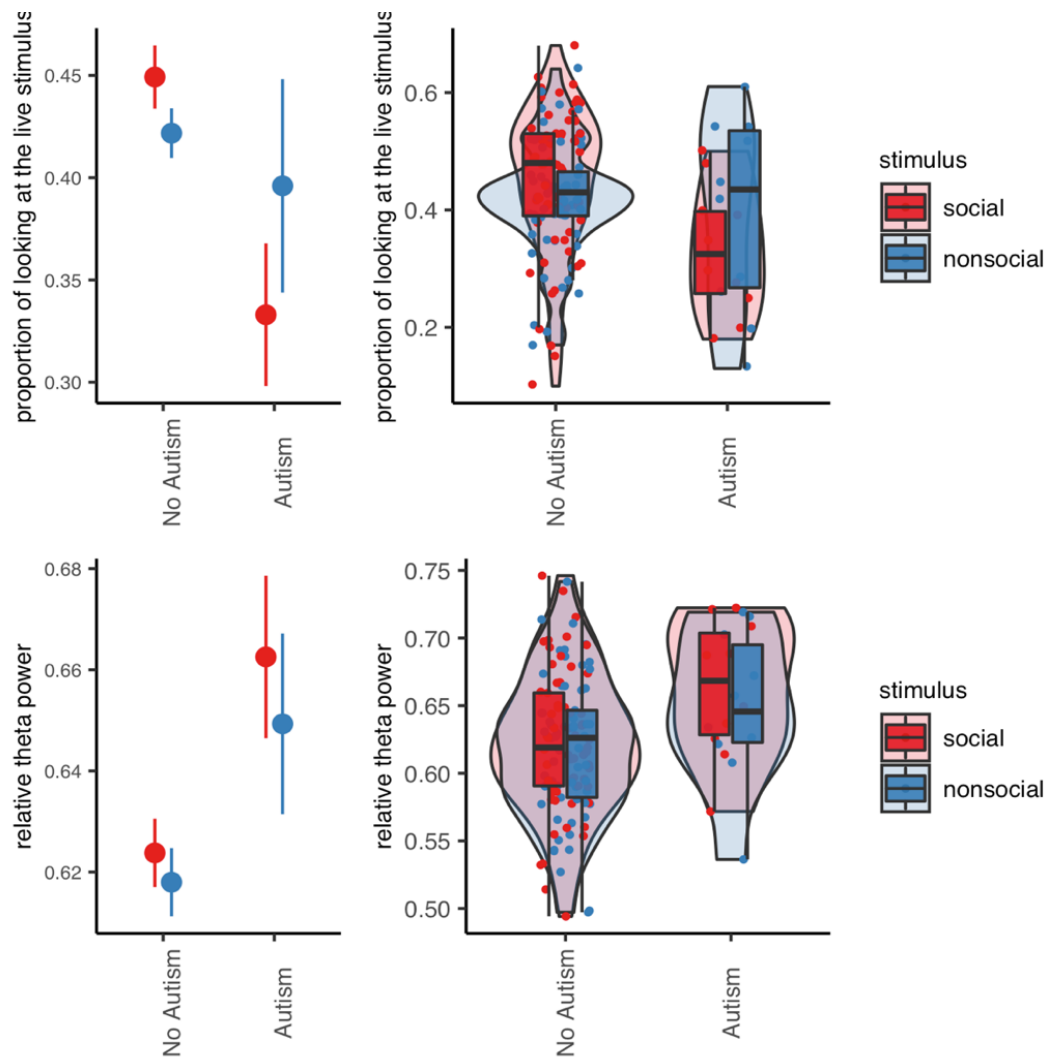 proportion of looking at the live stimulus
0.45
0.40
0.35
0.30
No Autism
Autism
proportion of looking at the live stimulus
0.6
0.4
0.2
No Autism
Autism
stimulus
social
nonsocial
relative theta power
0.68
0.66
0.64
0.62
No Autism
Autism
relative theta power
0.75
0.70
0.65
0.60
0.55
0.50
No Autism
Autism
stimulus
social
nonsocial